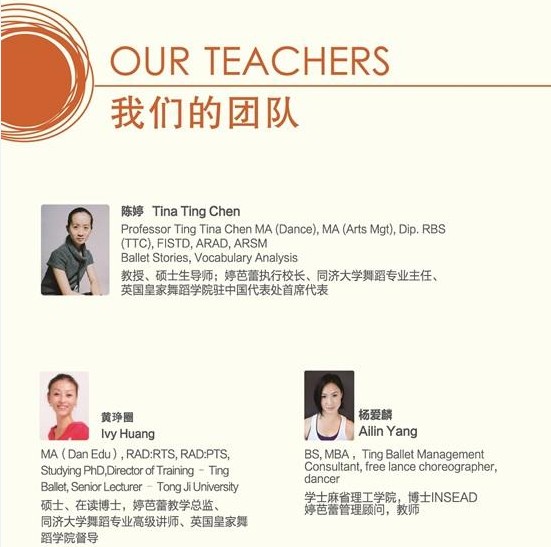 OUR TEACHERS
我们的团队
陈婷 Tina Ting Chen
Professor Ting Tina Chen MA (Dance), MA (Arts Mgt), Dip. RBS
(TTC), FISTD, ARAD, ARSM
Ballet Stories, Vocabulary Analysis
教授、硕士生导师；婷芭蕾执行校长、同济大学舞蹈专业主任、
英国皇家舞蹈学院驻中国代表处首席代表
黄琤圈
Ivy Huang
MA（Dan Edu）, RAD:RTS, RAD:PTS,
Studying PhD,Director of Training – Ting
Ballet, Senior Lecturer – Tong Ji University
硕士、在读博士，婷芭蕾教学总监、
同济大学舞蹈专业高级讲师、英国皇家舞
蹈学院督导
杨爱麟
Ailin Yang
BS, MBA， Ting Ballet Management
Consultant, free lance choreographer,
dancer
学士麻省理工学院，博士INSEAD
婷芭蕾管理顾问，教师